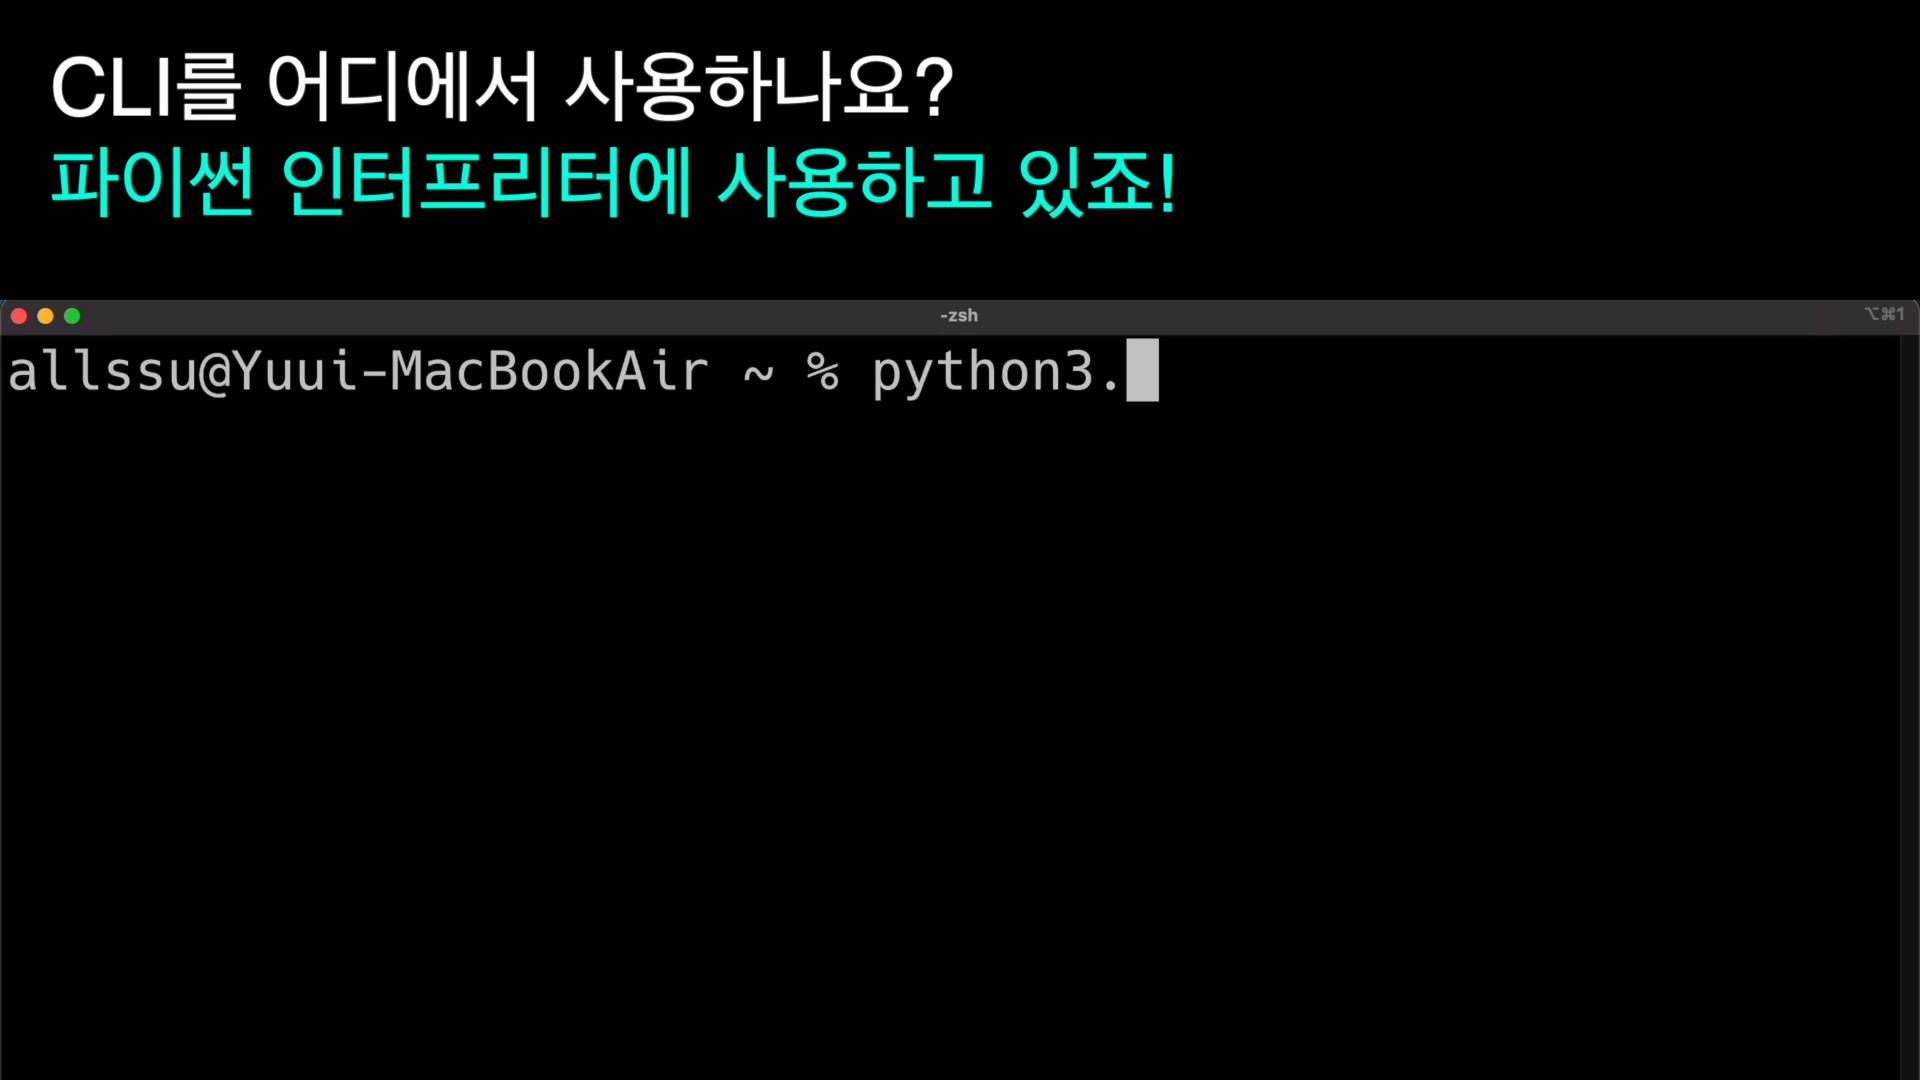 CLI를 어디에서 사용하나요?
파이썬 인터프리터에 사용하고 있죠!
-zsh
⌥⌘1
allssu@Yuui-MacBookAir ~ % python3.